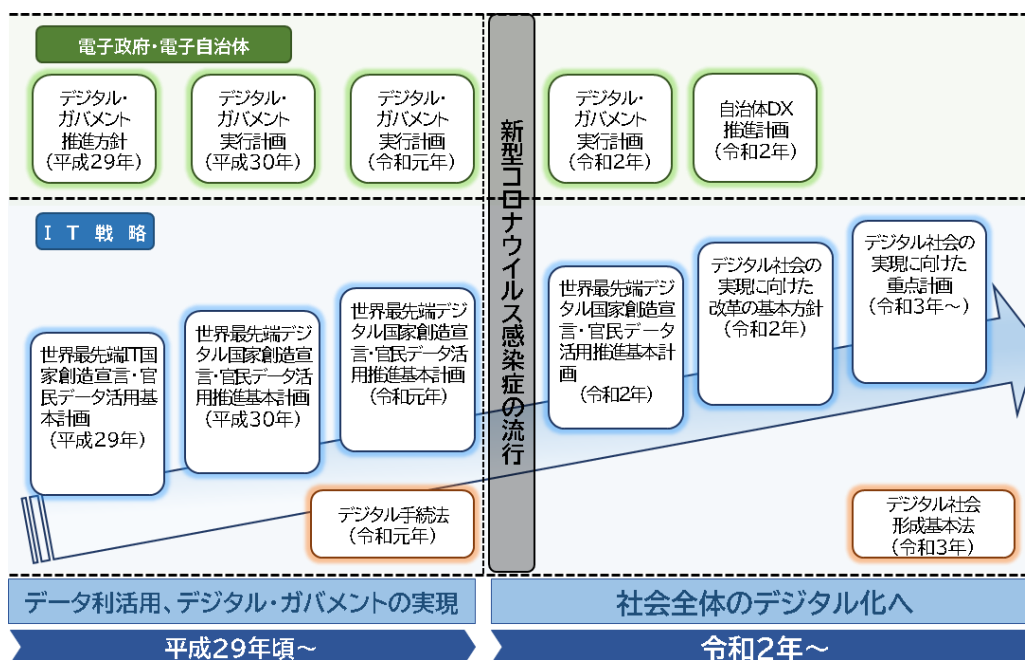 電子政府・電子自治体
デジタル・
ガバメント
推進方針
(平成29年)
デジタル・
ガバメント
実行計画
(平成30年)
デジタル・
ガバメント
実行計画
(令和元年)
デジタル・
ガバメント
実行計画
(令和2年)
自治体DX
推進計画
(令和2年)
新型コロナウイルス感染症の流行
IT戦略
世界最先端IT国
家創造宣言・官
民データ活用基
本計画
(平成29年)
世界最先端デジ
タル国家創造宣
言・官民データ活
用推進基本計画
(平成30年)
世界最先端デジ
タル国家創造宣
言・官民データ活
用推進基本計画
(令和元年)
世界最先端デジ
タル国家創造宣
言・官民データ
活用推進基本計
画
(令和2年)
デジタル社会の
実現に向けた
改革の基本方針
(令和2年)
デジタル社会の
実現に向けた
重点計画
(令和3年～)
デジタル手続法
(令和元年)
デジタル社会
形成基本法
(令和3年)
データ利活用、デジタル・ガバメントの実現
社会全体のデジタル化へ
平成29年頃～
令和2年～